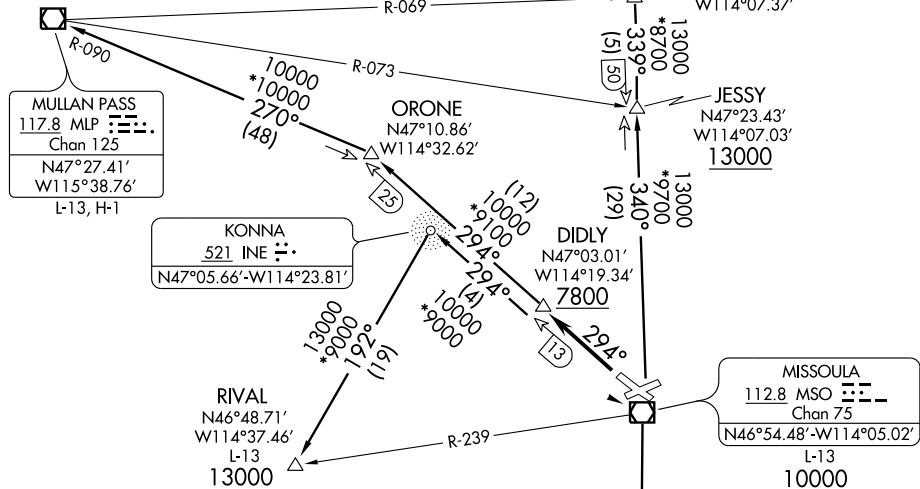 R-069
W114°07.37′
R-090
R-073
339°
(5)
13000
*8700
50
10000
*10000
270°
(48)
MULLAN PASS
117.8 MLP
Chan 125
N47°27.41′
W115°38.76′
L-13, H-1
ORONE
N47°10.86′
W114°32.62′
JESSY
N47°23.43′
W114°07.03′
13000
25
KONNA
521 INE
N47°05.66′-W114°23.81′
(12)
10000
*9100
294°
294°
(4)
10000
*9000
DIDLY
N47°03.01′
W114°19.34′
7800
13000
*9700
340°
(29)
13
294°
13000
*9000
192°
(19)
MISSOULA
112.8 MSO
Chan 75
N46°54.48′-W114°05.02′
L-13
10000
RIVAL
N46°48.71′
W114°37.46′
L-13
13000
R-239